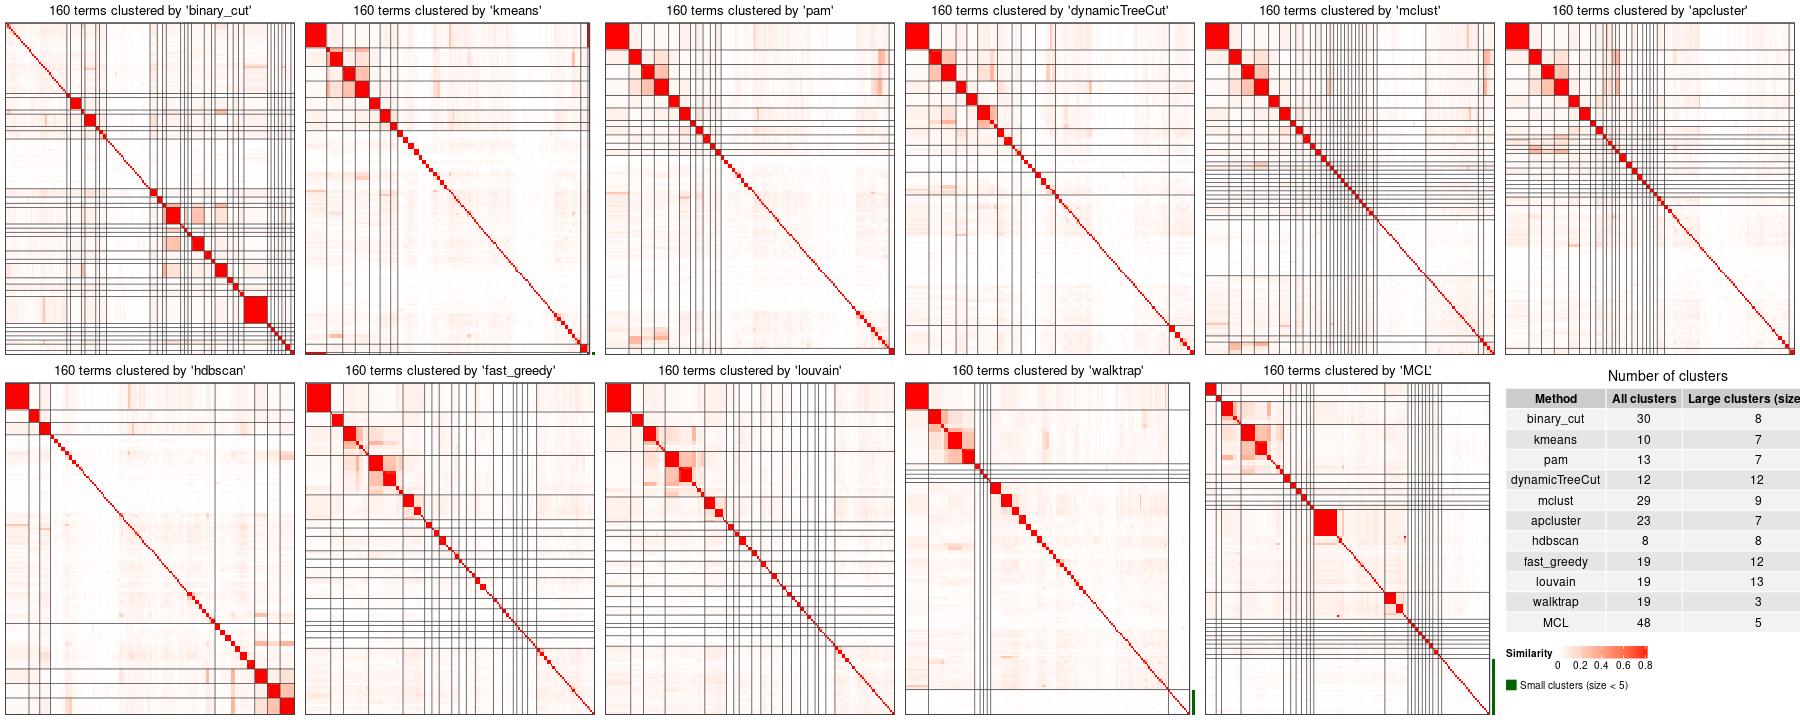 160 terms clustered by 'binary_cut'
160 terms clustered by 'kmeans'
160 terms clustered by 'pam'
160 terms clustered by 'dynamicTreeCut'
160 terms clustered by 'mclust'
160 terms clustered by 'apcluster'
160 terms clustered by 'hdbscan'
160 terms clustered by 'fast_greedy'
160 terms clustered by 'louvain'
160 terms clustered by 'walktrap'
160 terms clustered by 'MCL'
Number of clusters
Method All clusters Large clusters (size
binary_cut 30 8
kmeans 10 7
pam 13 7
dynamicTreeCut 12 12
mclust 29 9
apcluster 23 7
hdbscan 8 8
fast_greedy 19 12
louvain 19 13
walktrap 19 3
MCL 48 5
Similarity
0 0.2 0.4 0.6 0.8
Small clusters (size < 5)